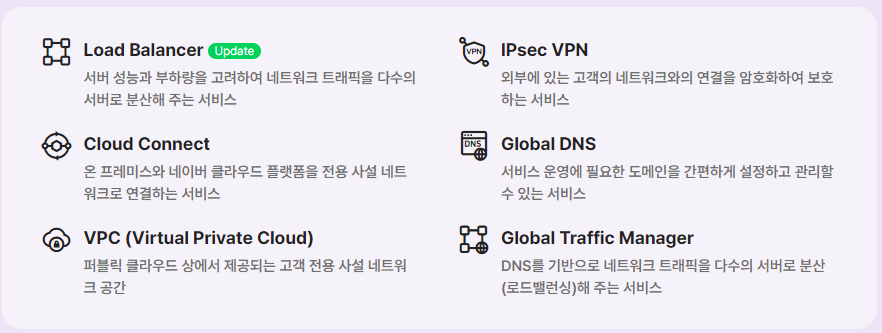 Load Balancer Update
서버 성능과 부하량을 고려하여 네트워크 트래픽을 다수의
서버로 분산해 주는 서비스
VPN
IPsec VPN
외부에 있는 고객의 네트워크와의 연결을 암호화하여 보호
하는 서비스
Cloud Connect
온 프레미스와 네이버 클라우드 플랫폼을 전용 사설 네트
워크로 연결하는 서비스
DNS
Global DNS
서비스 운영에 필요한 도메인을 간편하게 설정하고 관리할
수 있는 서비스
VPC (Virtual Private Cloud)
퍼블릭 클라우드 상에서 제공되는 고객 전용 사설 네트워
크 공간
Global Traffic Manager
DNS를 기반으로 네트워크 트래픽을 다수의 서버로 분산
(로드밸런싱)해 주는 서비스